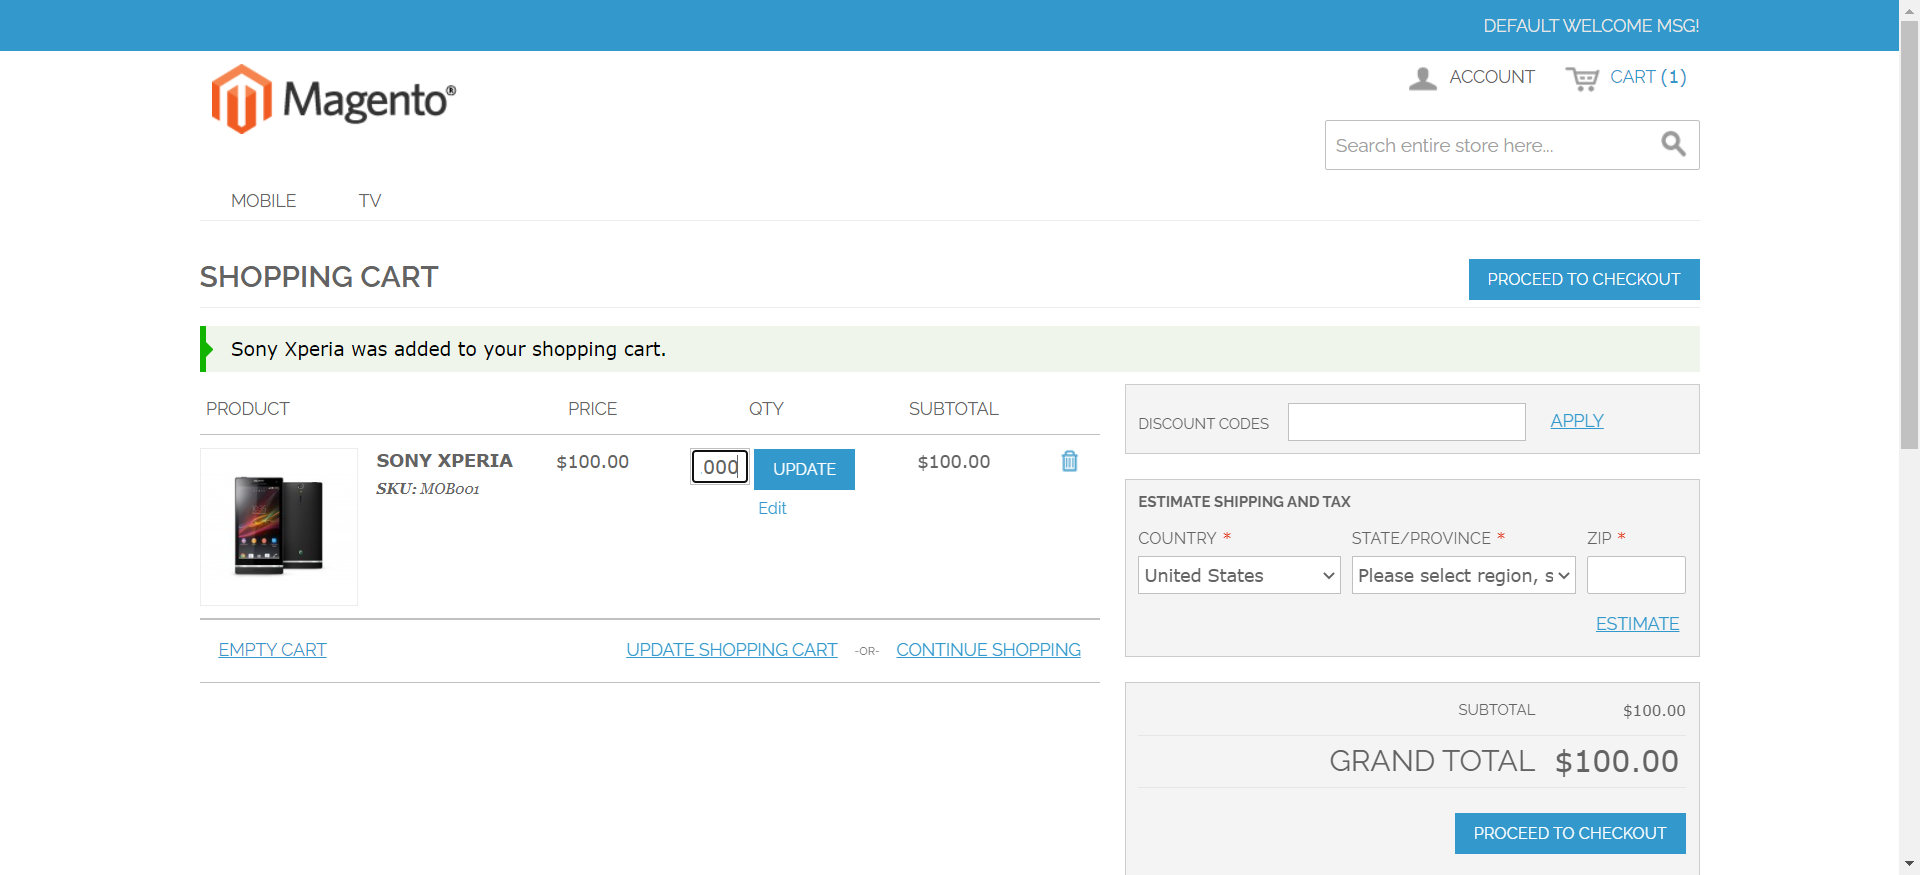 DEFAULT WELCOME MSG!
Magento®
ACCOUNT
CART (1)
Search entire store here...
MOBILE
TV
SHOPPING CART
PROCEED TO CHECKOUT
Sony Xperia was added to your shopping cart.
PRODUCT PRICE QTY SUBTOTAL
SONY XPERIA $100.00 000 UPDATE $100.00
SKU: MOB001
Edit
EMPTY CART UPDATE SHOPPING CART -OR- CONTINUE SHOPPING
DISCOUNT CODES APPLY
ESTIMATE SHIPPING AND TAX
COUNTRY * STATE/PROVINCE * ZIP *
United States Please select region, s
ESTIMATE
SUBTOTAL $100.00
GRAND TOTAL $100.00
PROCEED TO CHECKOUT